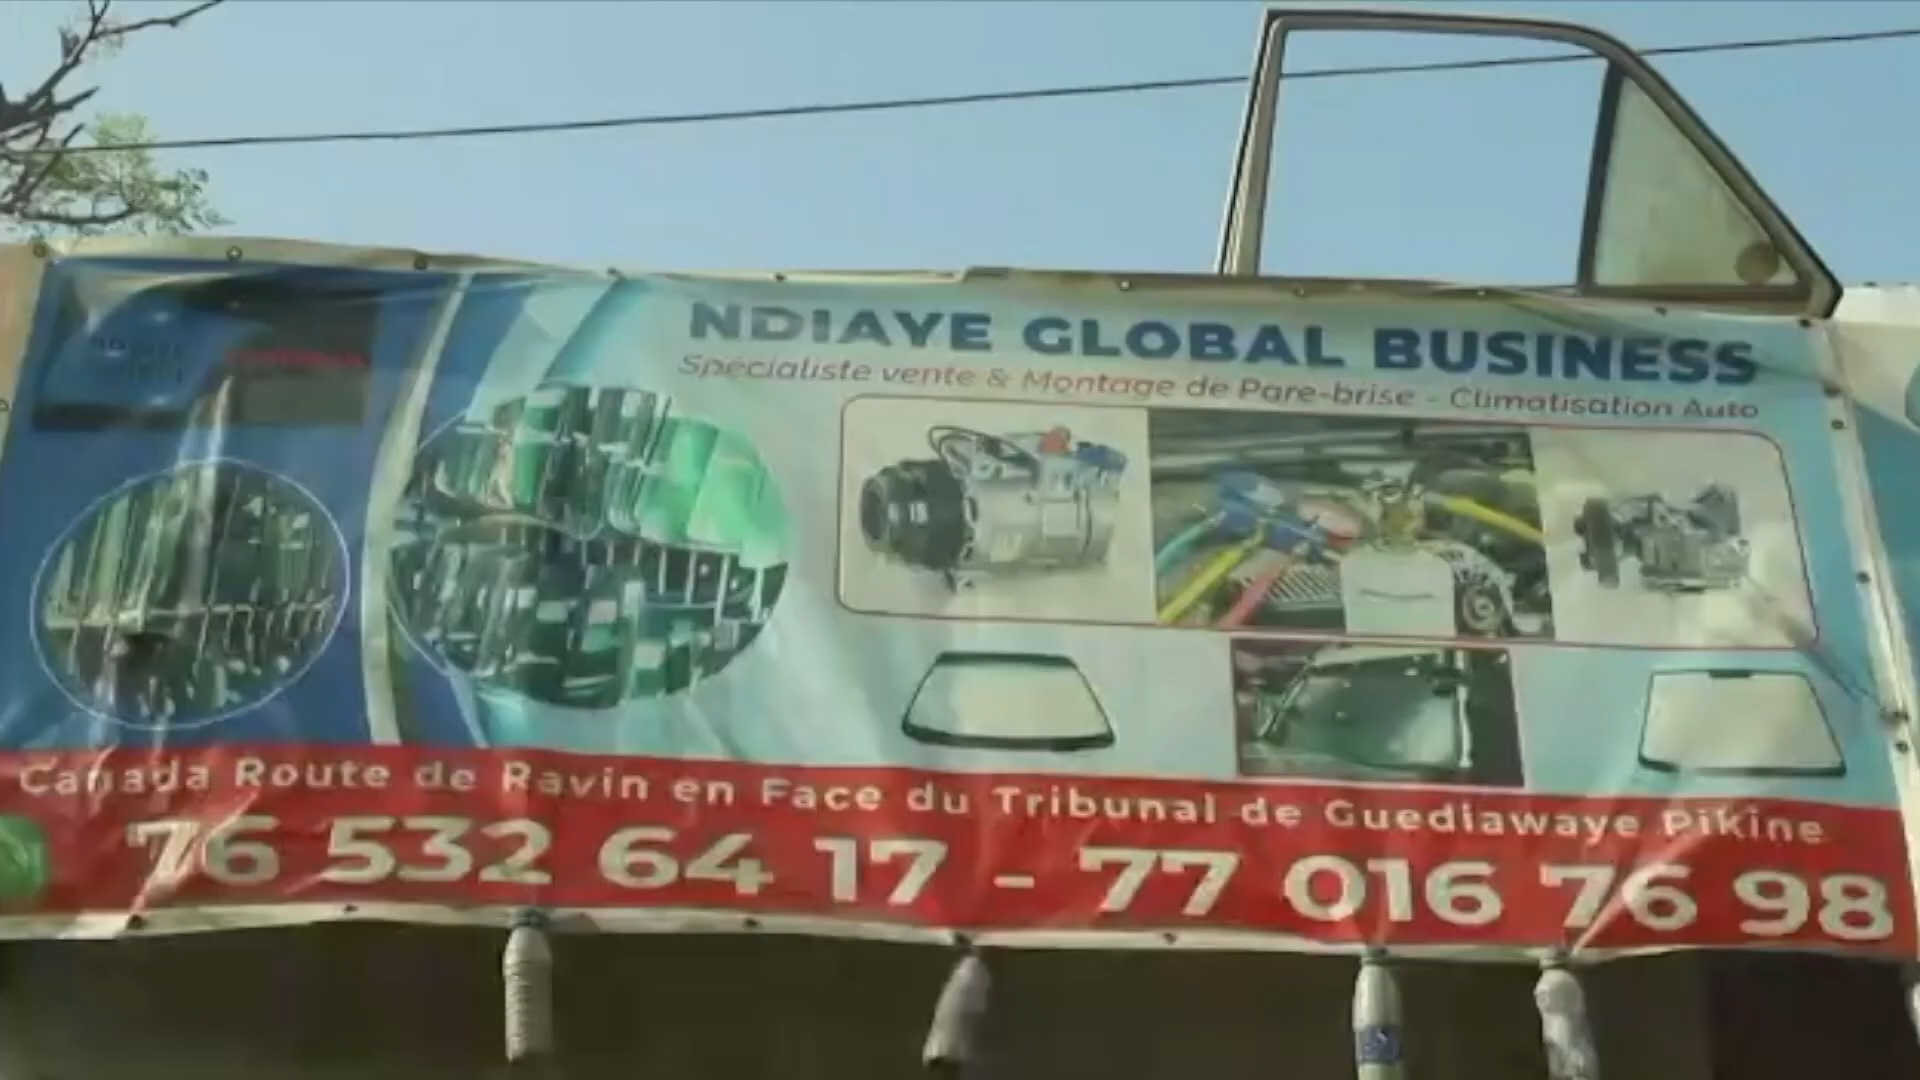 NDIAYE GLOBAL BUSINESS
Spécialiste vente & Montage de Pare-brise - Climatisation Auto
Canada Route de Ravin en Face du Tribunal de Guediawaye Pikine
76 532 64 17 - 77 016 76 98